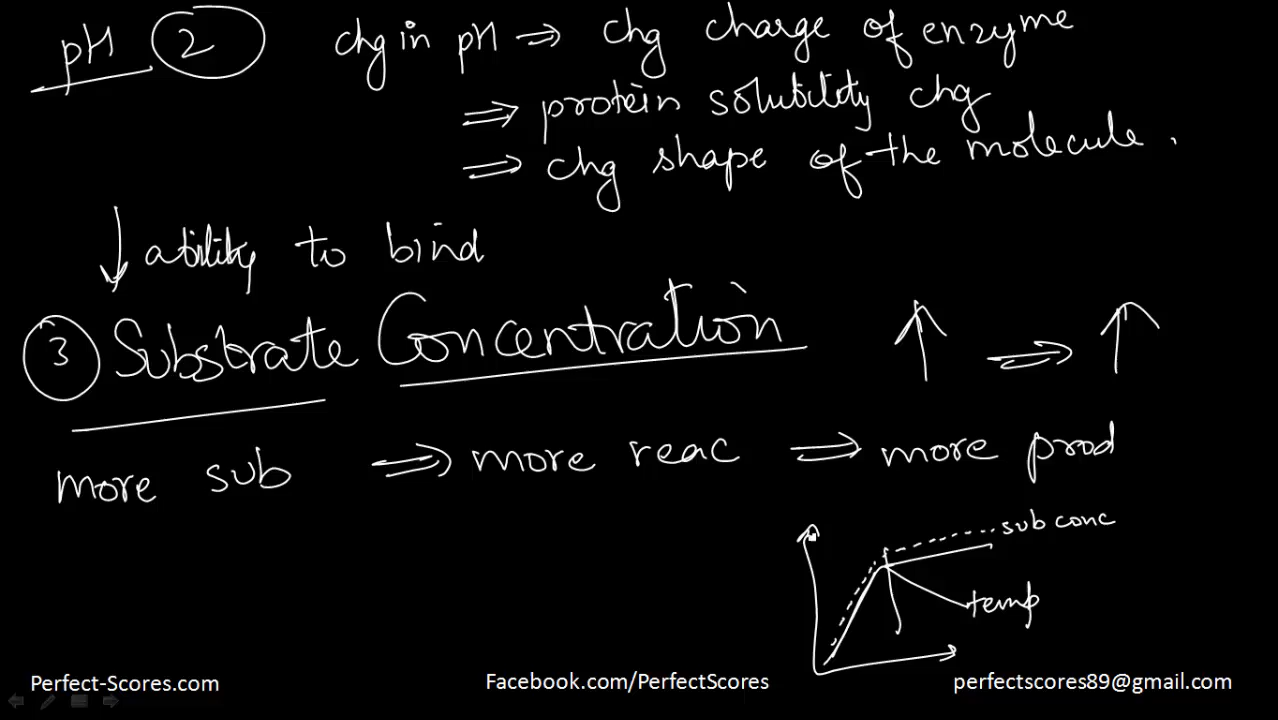 pH 2 chg in pH ⇒ chg charge of enzyme
⇒ protein solubility chg
⇒ chg shape of the molecule.
↓ ability to bind
3 Substrate Concentration ↑ ⇒ ↑
more sub ⇒ more reac ⇒ more prod
sub conc
temp
Perfect-Scores.com Facebook.com/PerfectScores perfectscores89@gmail.com